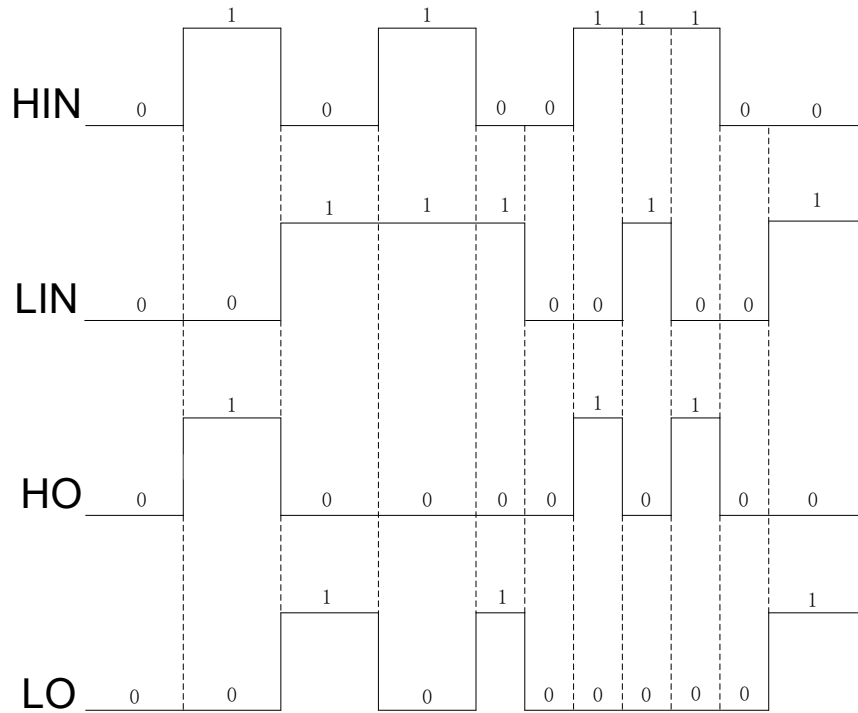 1 1 1 1 1
HIN 0 0 0 0 0 0
1 1 1 1 1
LIN 0 0 0 0 0 0
1 1 1
HO 0 0 0 0 0 0 0 0
1 1 1
LO 0 0 0 0 0 0 0 0